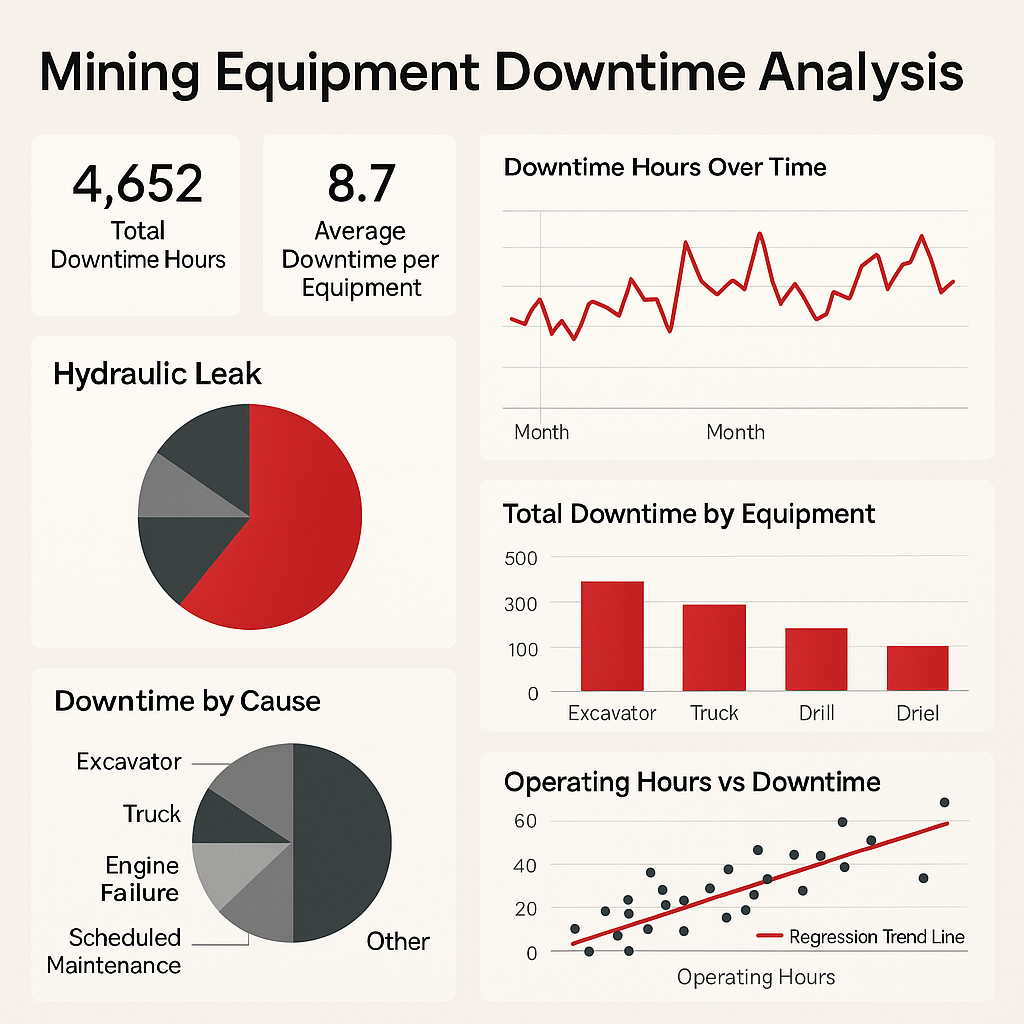 Mining Equipment Downtime Analysis
4,652
Total
Downtime Hours
8.7
Average
Downtime per
Equipment
Downtime Hours Over Time
Month
Month
Hydraulic Leak
Total Downtime by Equipment
500
300
100
0
Excavator
Truck
Drill
Driel
Downtime by Cause
Excavator
Truck
Engine
Failure
Scheduled
Maintenance
Other
Operating Hours vs Downtime
60
40
20
0
Regression Trend Line
Operating Hours